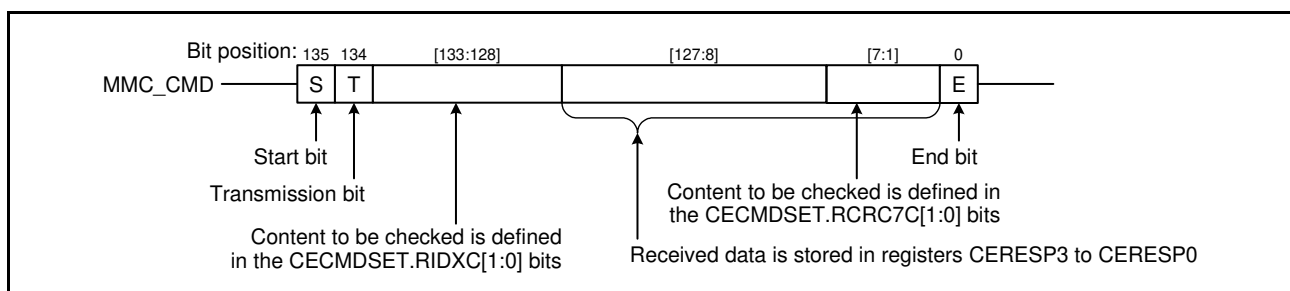 Bit position: 135 134 [133:128] [127:8] [7:1] 0
MMC_CMD S T E
Start bit
End bit
Transmission bit
Content to be checked is defined in
the CECMDSET.RCRC7C[1:0] bits
Content to be checked is defined
in the CECMDSET.RIDXC[1:0] bits
Received data is stored in registers CERESP3 to CERESP0